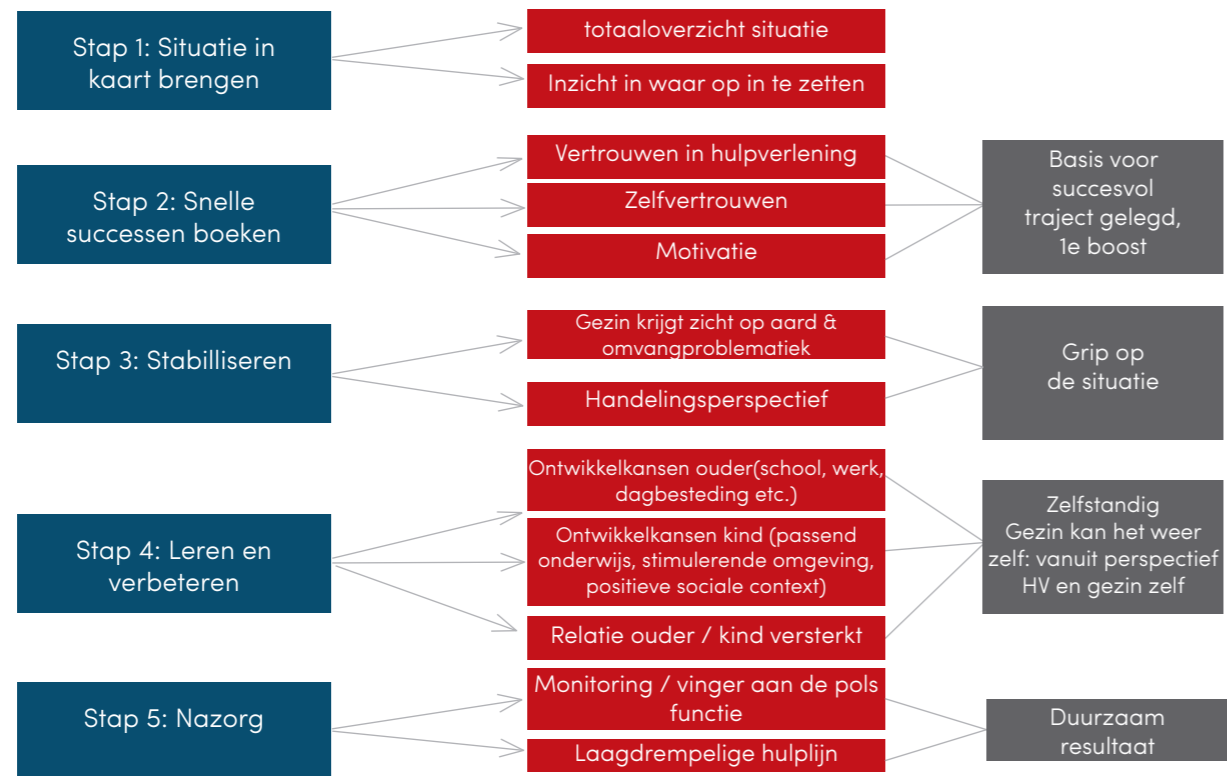 Stap 1: Situatie in
kaart brengen
totaaloverzicht situatie
Inzicht in waar op in te zetten
Stap 2: Snelle
successen boeken
Vertrouwen in hulpverlening
Zelfvertrouwen
Motivatie
Basis voor
succesvol
traject gelegd,
1e boost
Stap 3: Stabilliseren
Gezin krijgt zicht op aard &
omvangproblematiek
Handelingsperspectief
Grip op
de situatie
Stap 4: Leren en
verbeteren
Ontwikkelkansen ouder(school, werk,
dagbesteding etc.)
Ontwikkelkansen kind (passend
onderwijs, stimulerende omgeving,
positieve sociale context)
Relatie ouder / kind versterkt
Zelfstandig
Gezin kan het weer
zelf: vanuit perspectief
HV en gezin zelf
Stap 5: Nazorg
Monitoring / vinger aan de pols
functie
Laagdrempelige hulplijn
Duurzaam
resultaat